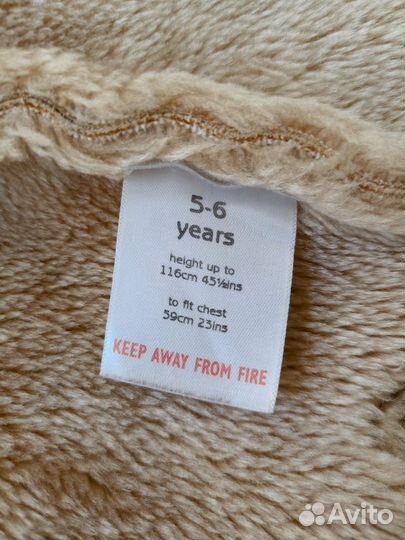 5-6
years
height up to
116cm 45½ins
to fit chest
59cm 23ins
KEEP AWAY FROM FIRE
Avito